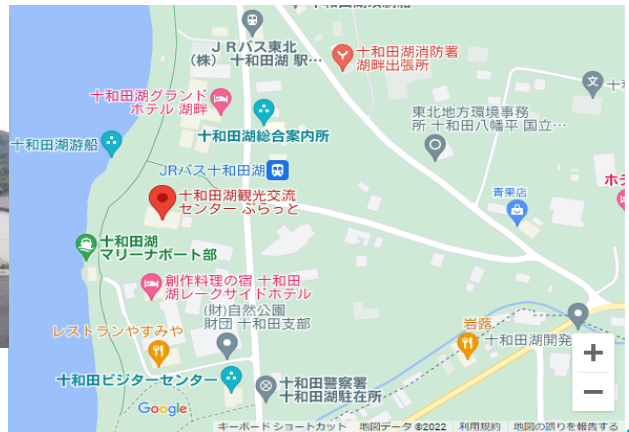 JRバス東北
(株) 十和田湖 駅…
十和田湖消防署
湖畔出張所
十和田湖グランド
ホテル 湖畔
十和田湖総合案内所
東北地方環境事務
所 十和田八幡平 国立…
十和田湖遊船
JRバス十和田湖
十和田湖観光交流
センター ぷらっと
青果店
ホテ
十和田湖
マリーナボート部
創作料理の宿 十和田
湖レークサイドホテル
(財)自然公園
財団 十和田支部
レストランやすみや
岩蕗
十和田湖開発
十和田ビジターセンター
十和田警察署
十和田湖駐在所
+
−
Google
キーボード ショートカット 地図データ ©2022 利用規約 地図の誤りを報告する